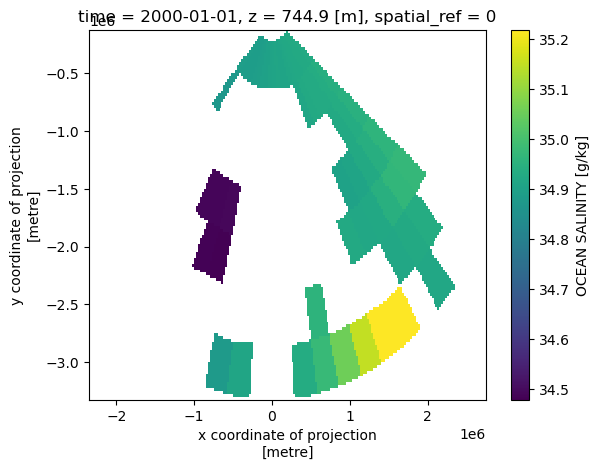 time = 2000-01-01, z = 744.9 [m], spatial_ref = 0
1e6
−0.5
−1.0
−1.5
−2.0
−2.5
−3.0
y coordinate of projection
[metre]
−2
−1
0
1
2
1e6
x coordinate of projection
[metre]
35.2
35.1
35.0
34.9
34.8
34.7
34.6
34.5
OCEAN SALINITY [g/kg]